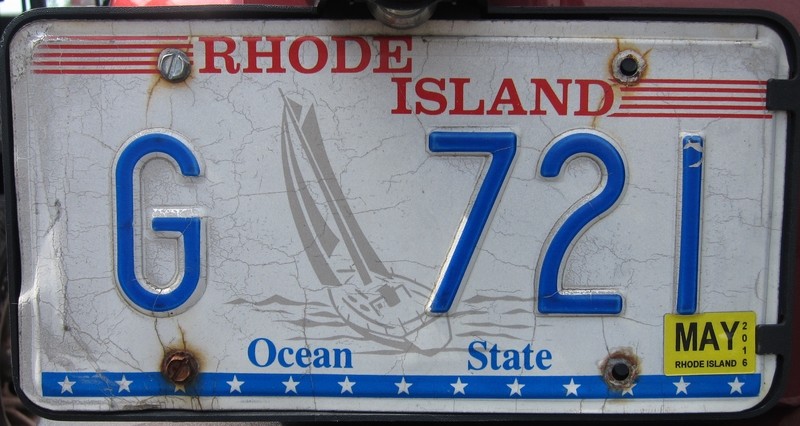 RHODE
ISLAND
G 721
MAY 2016
RHODE ISLAND
Ocean State